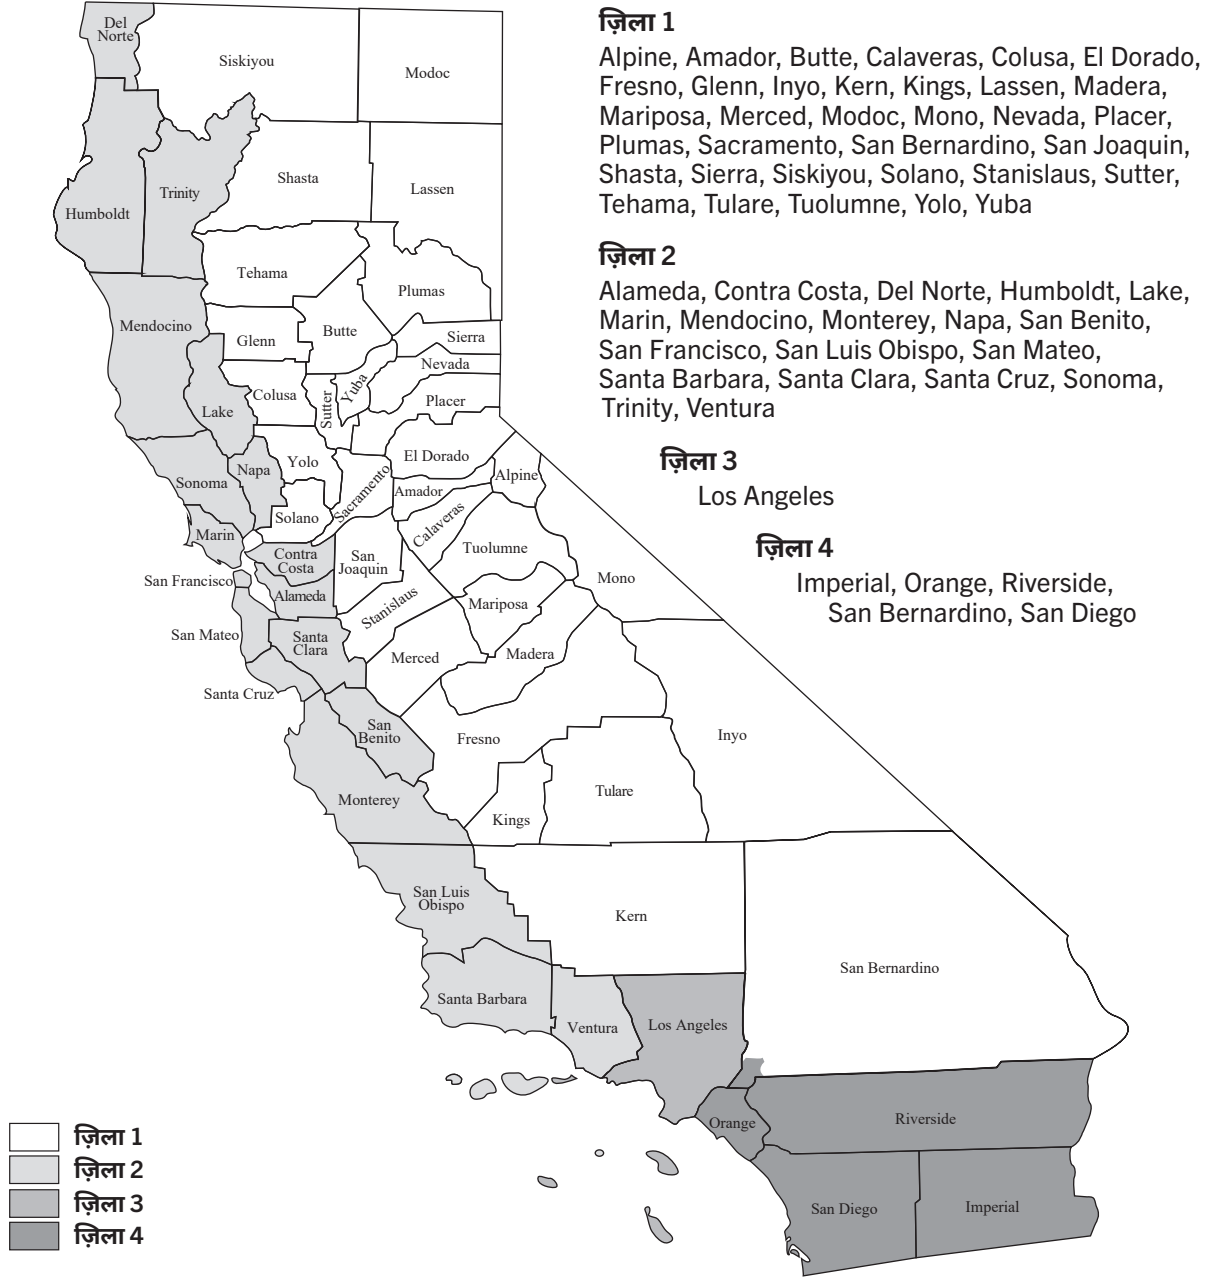 ज़िला 1
Alpine, Amador, Butte, Calaveras, Colusa, El Dorado,
Fresno, Glenn, Inyo, Kern, Kings, Lassen, Madera,
Mariposa, Merced, Modoc, Mono, Nevada, Placer,
Plumas, Sacramento, San Bernardino, San Joaquin,
Shasta, Sierra, Siskiyou, Solano, Stanislaus, Sutter,
Tehama, Tulare, Tuolumne, Yolo, Yuba
ज़िला 2
Alameda, Contra Costa, Del Norte, Humboldt, Lake,
Marin, Mendocino, Monterey, Napa, San Benito,
San Francisco, San Luis Obispo, San Mateo,
Santa Barbara, Santa Clara, Santa Cruz, Sonoma,
Trinity, Ventura
ज़िला 3
Los Angeles
ज़िला 4
Imperial, Orange, Riverside,
San Bernardino, San Diego
Del
Norte
Siskiyou
Modoc
Shasta
Lassen
Trinity
Humboldt
Tehama
Plumas
Mendocino
Butte
Glenn
Sierra
Nevada
Colusa
Sutter
Yuba
Placer
Lake
El Dorado
Yolo
Napa
Sonoma
Sacramento
Alpine
Amador
Solano
Calaveras
Marin
Contra
Costa
San
Joaquin
Tuolumne
Mono
San Francisco
Alameda
Stanislaus
Mariposa
San Mateo
Santa
Clara
Merced
Madera
Santa Cruz
San
Benito
Fresno
Inyo
Monterey
Kings
Tulare
San Luis
Obispo
Kern
San Bernardino
Santa Barbara
Ventura
Los Angeles
Orange
Riverside
San Diego
Imperial
ज़िला 1
ज़िला 2
ज़िला 3
ज़िला 4